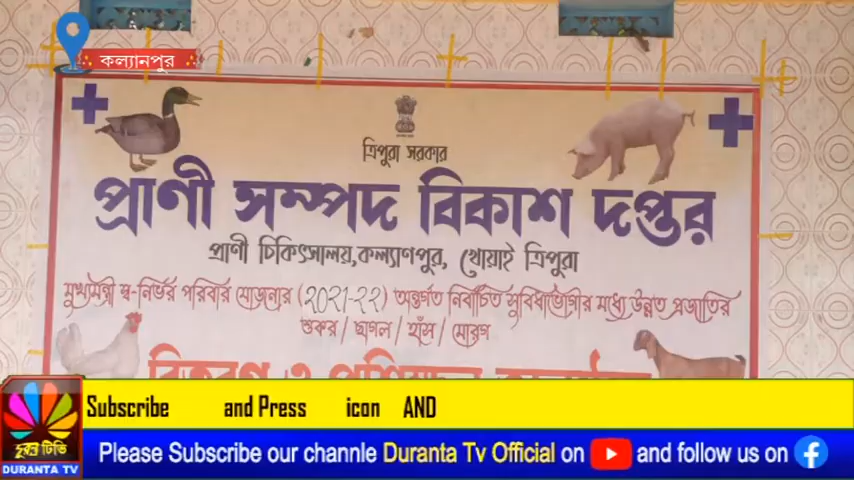 কল্যানপুর
ত্রিপুরা সরকার
প্রাণী সম্পদ বিকাশ দপ্তর
প্রাণী চিকিৎসালয়,কল্যাণপুর, খোয়াই ত্রিপুরা
মুখ্যমন্ত্রী স্ব-নির্ভর পরিবার যোজনার (২০২১-২২) অন্তর্গত নির্বাচিত সুবিধাভোগীর মধ্যে উন্নত প্রজাতির
শুকর / ছাগল / হাঁস / মোরগ
বিতরণ ও
Subscribe and Press icon AND
দুরন্ত টিভি
DURANTA TV
Please Subscribe our channle Duranta Tv Official on and follow us on